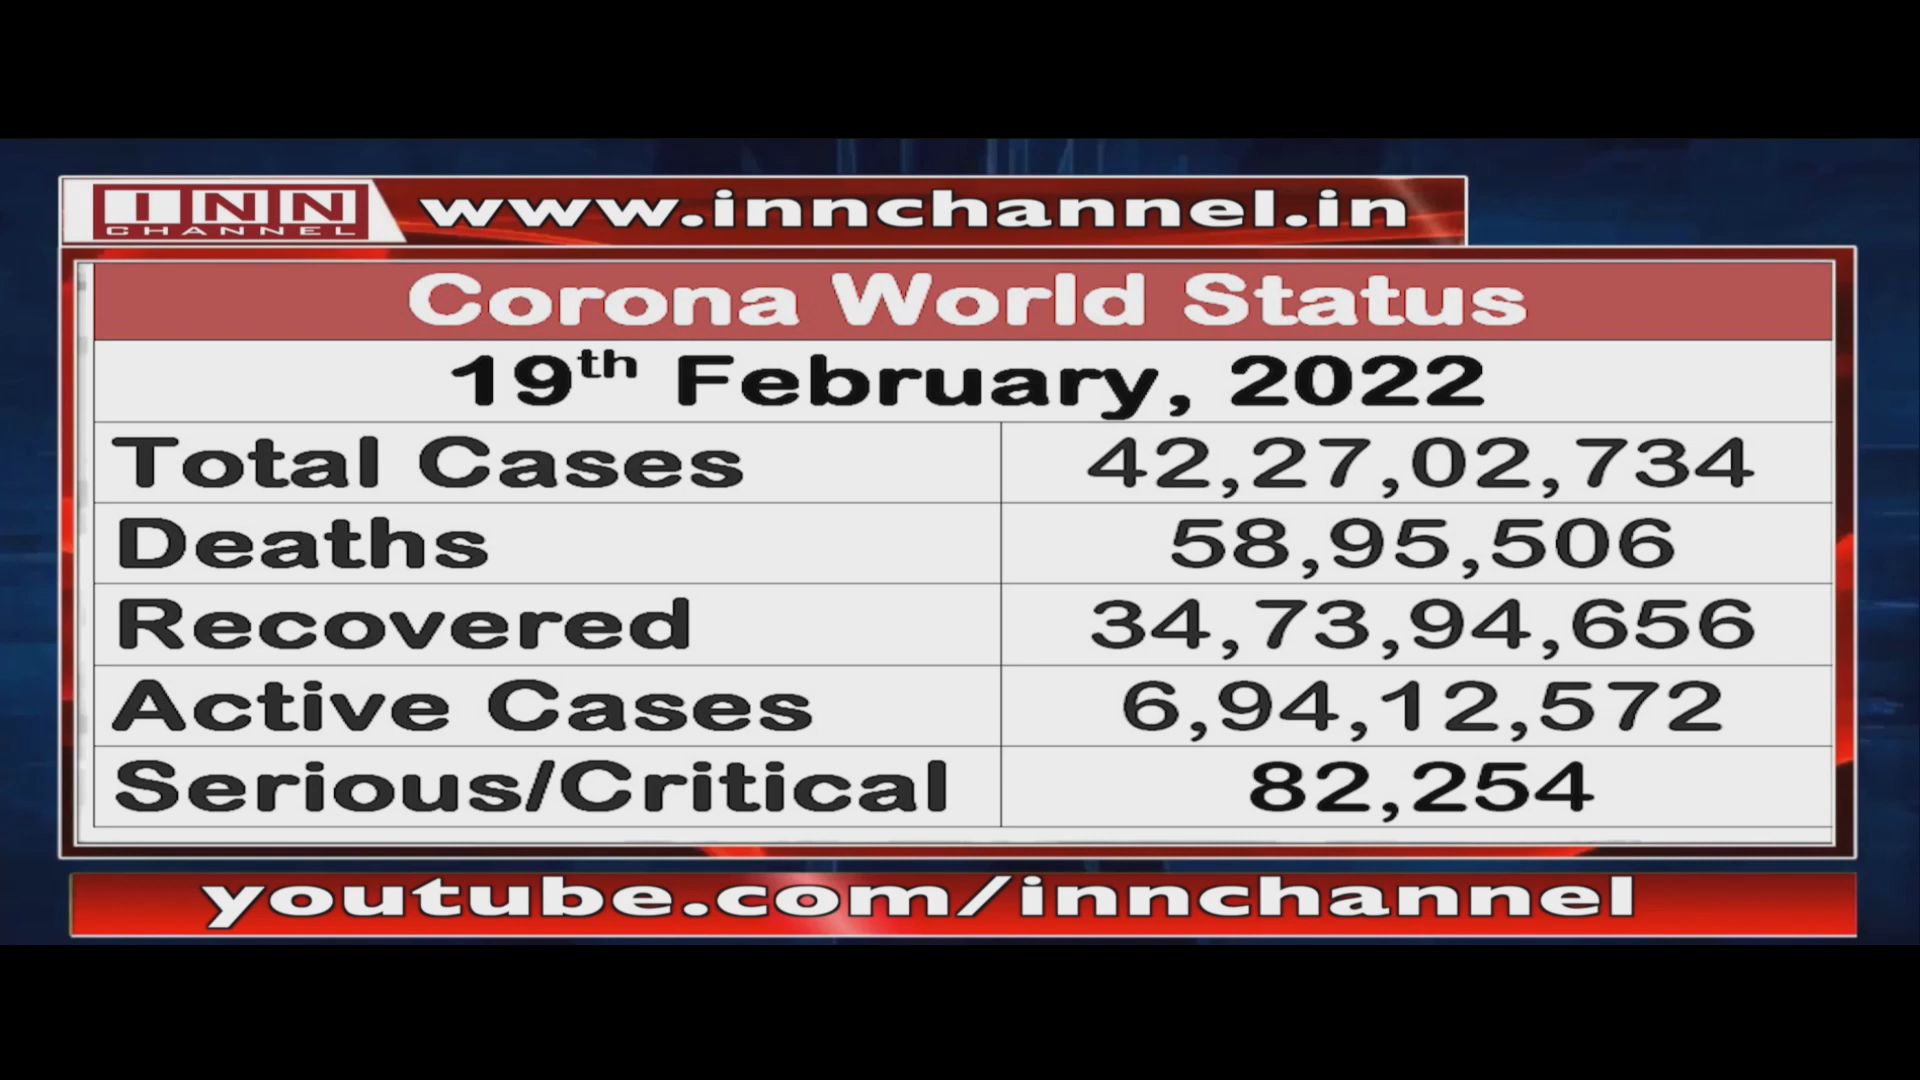 INN
CHANNEL
www.innchannel.in
Corona World Status
19th February, 2022
Total Cases 42,27,02,734
Deaths 58,95,506
Recovered 34,73,94,656
Active Cases 6,94,12,572
Serious/Critical 82,254
youtube.com/innchannel